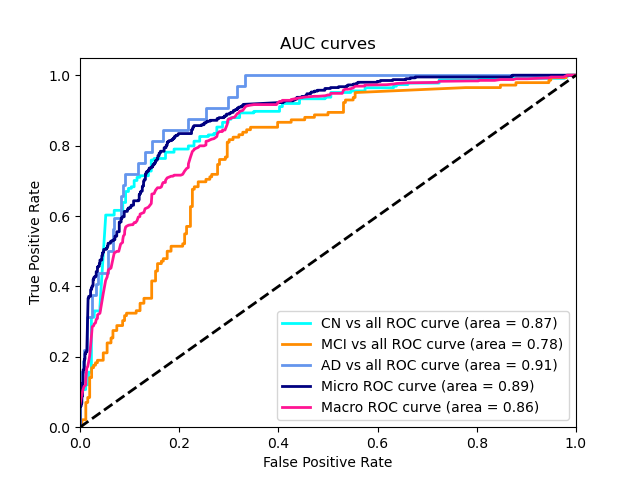 AUC curves
True Positive Rate
1.0
0.8
0.6
0.4
0.2
0.0
CN vs all ROC curve (area = 0.87)
MCI vs all ROC curve (area = 0.78)
AD vs all ROC curve (area = 0.91)
Micro ROC curve (area = 0.89)
Macro ROC curve (area = 0.86)
0.0 0.2 0.4 0.6 0.8 1.0
False Positive Rate